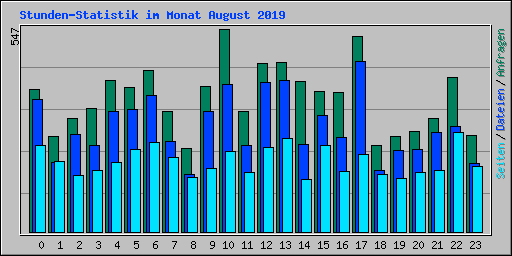 Stunden-Statistik im Monat August 2019
547
Seiten / Dateien / Anfragen
0 1 2 3 4 5 6 7 8 9 10 11 12 13 14 15 16 17 18 19 20 21 22 23